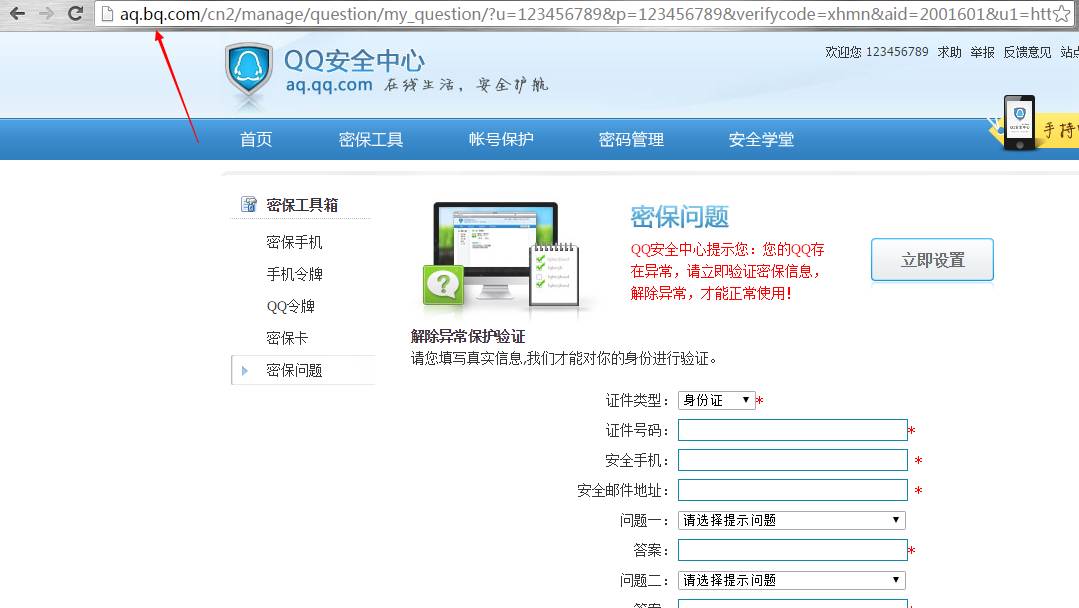 aq.bq.com/cn2/manage/question/my_question/?u=123456789&p=123456789&verifycode=xhmn&aid=2001601&u1=htt
QQ安全中心
aq.qq.com 在线生活，安全护航
欢迎您 123456789 求助 举报 反馈意见 站点
首页 密保工具 帐号保护 密码管理 安全学堂
手持
密保工具箱
密保手机
手机令牌
QQ令牌
密保卡
密保问题
密保问题
QQ安全中心提示您：您的QQ存
在异常，请立即验证密保信息，
解除异常，才能正常使用！
立即设置
解除异常保护验证
请您填写真实信息,我们才能对你的身份进行验证。
证件类型： 身份证 *
证件号码： *
安全手机： *
安全邮件地址： *
问题一： 请选择提示问题
答案： *
问题二： 请选择提示问题
答案